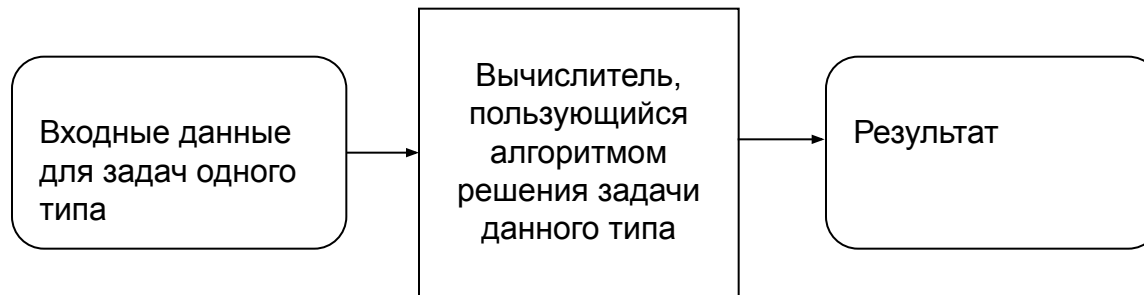 Входные данные
для задач одного
типа
Вычислитель,
пользующийся
алгоритмом
решения задачи
данного типа
Результат